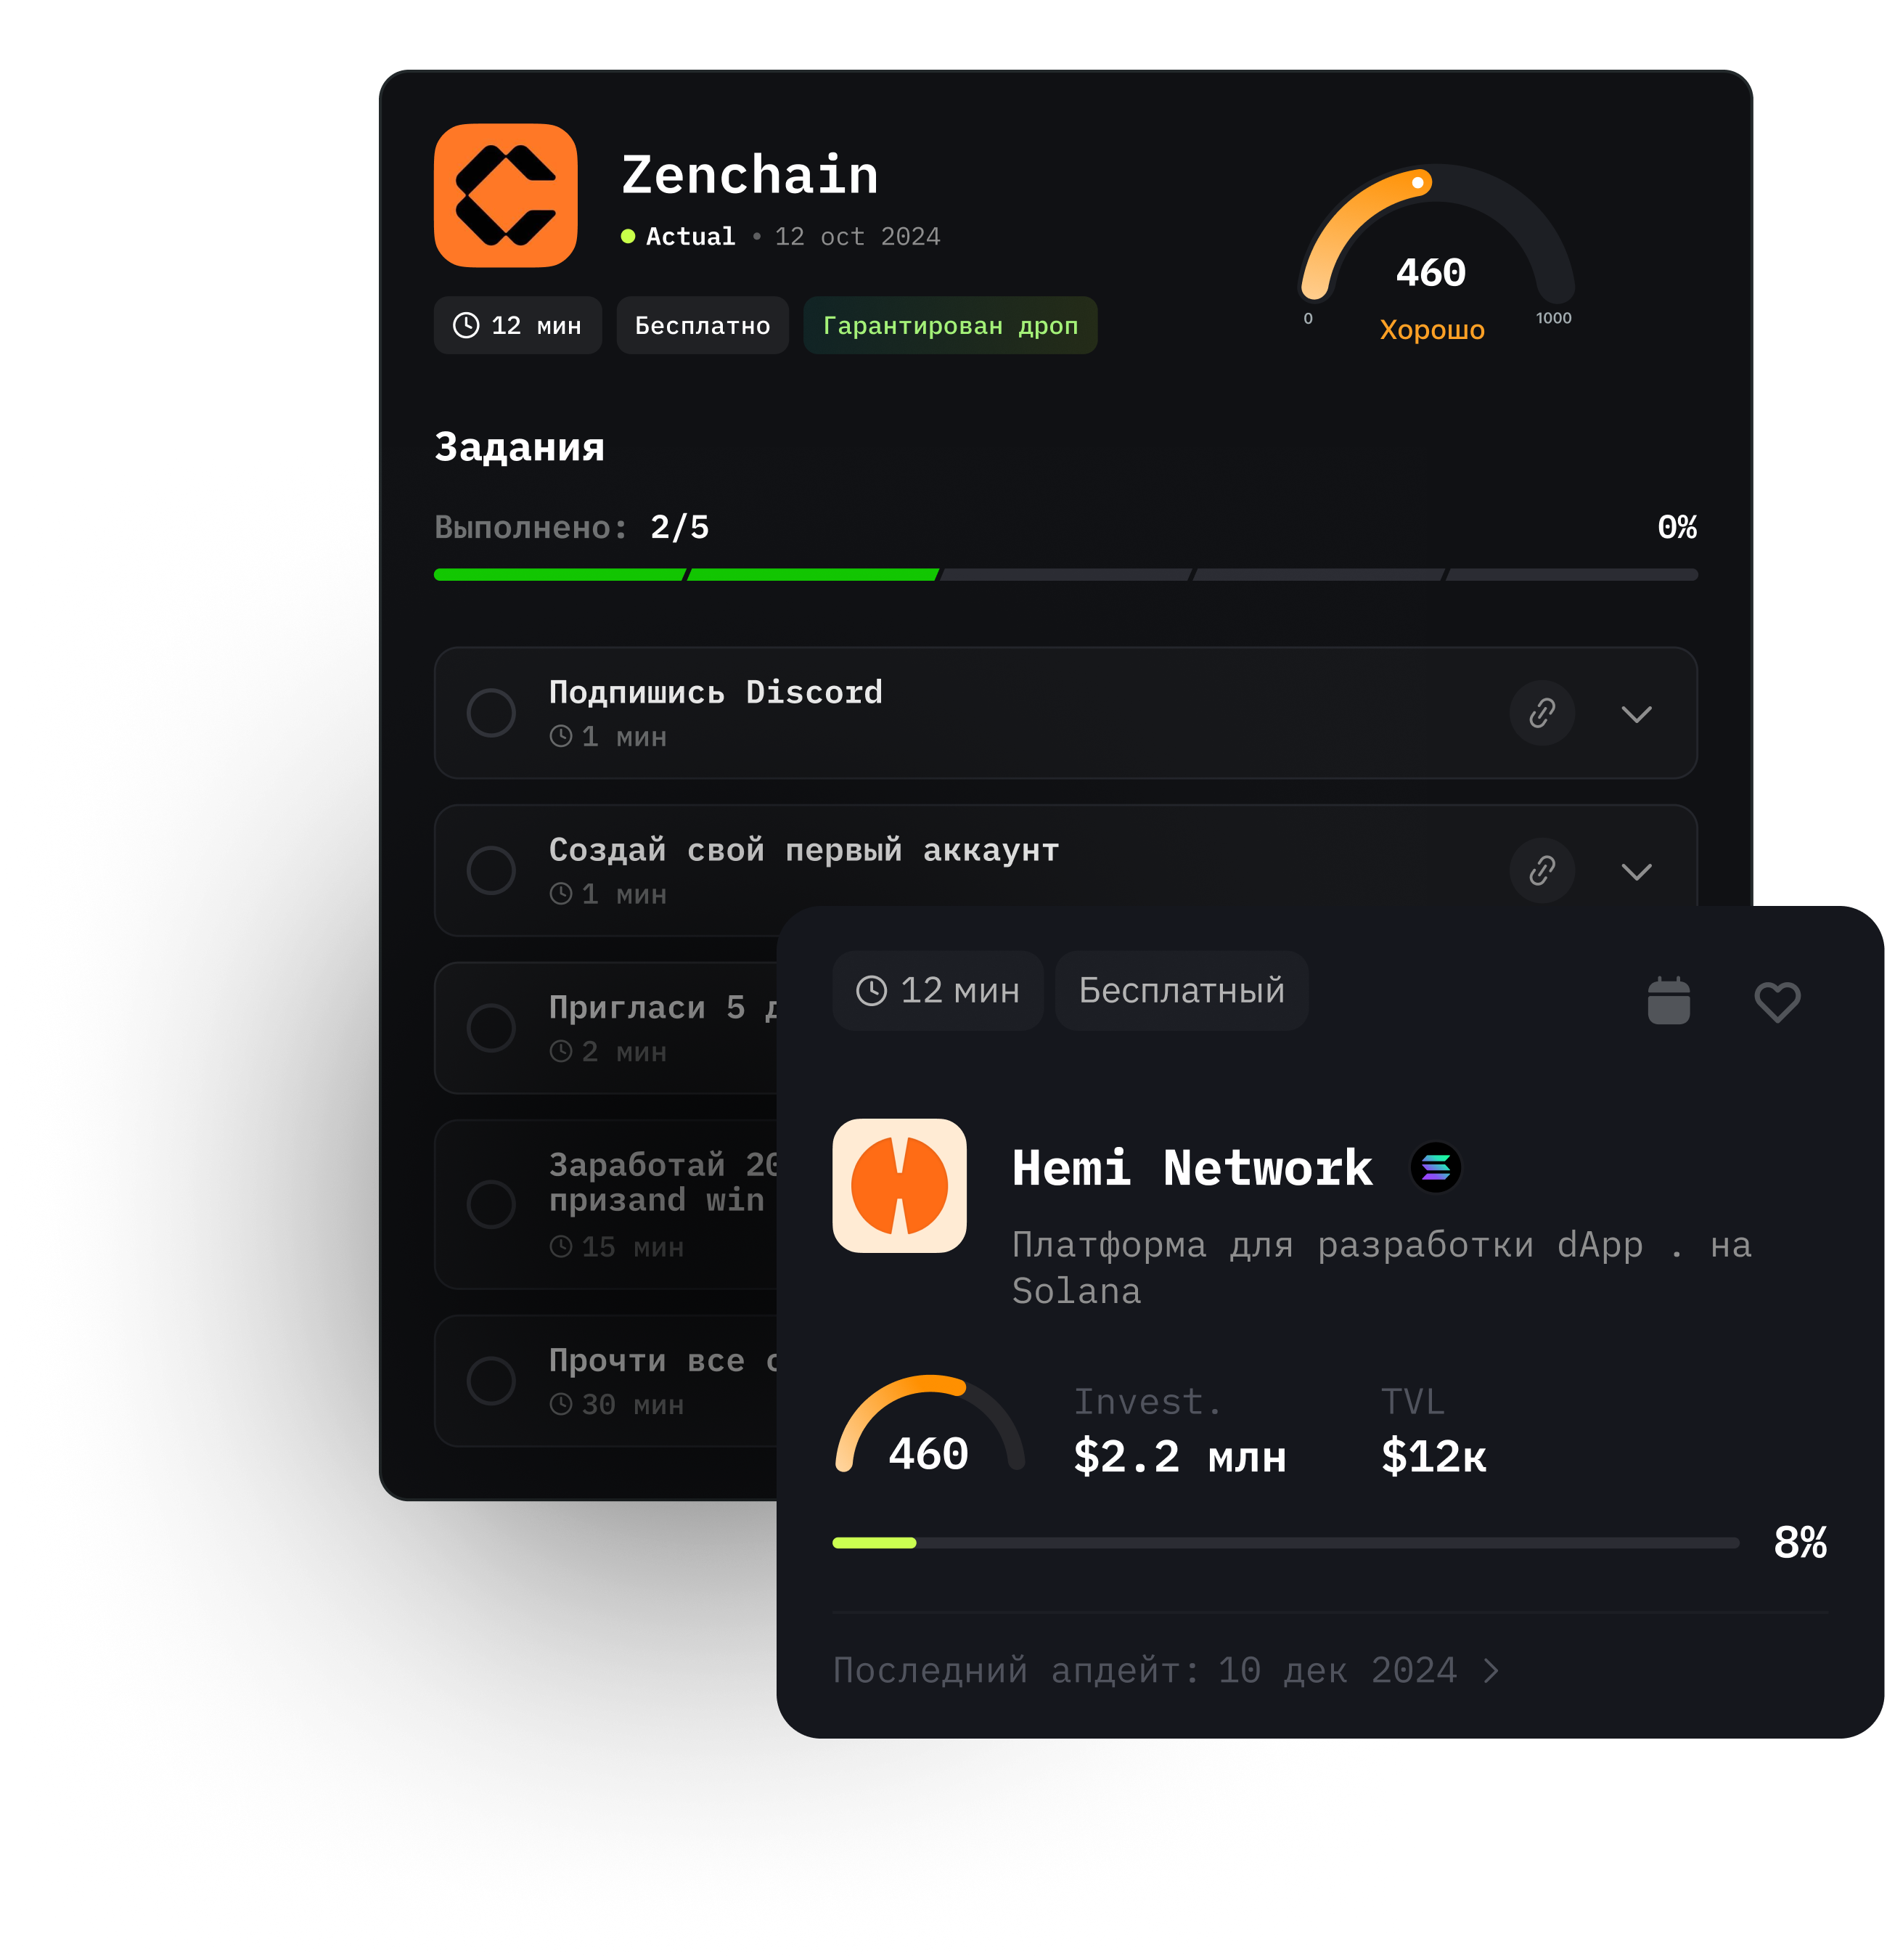 Zenchain
Actual • 12 oct 2024
12 мин
Бесплатно
Гарантирован дроп
460
0
Хорошо
1000
Задания
Выполнено: 2/5
0%
Подпишись Discord
1 мин
Создай свой первый аккаунт
1 мин
Пригласи 5
2 мин
Заработай 20
призand win
15 мин
Прочти все
30 мин
12 мин
Бесплатный
Hemi Network
Платформа для разработки dApp . на
Solana
460
Invest.
$2.2 млн
TVL
$12к
8%
Последний апдейт: 10 дек 2024